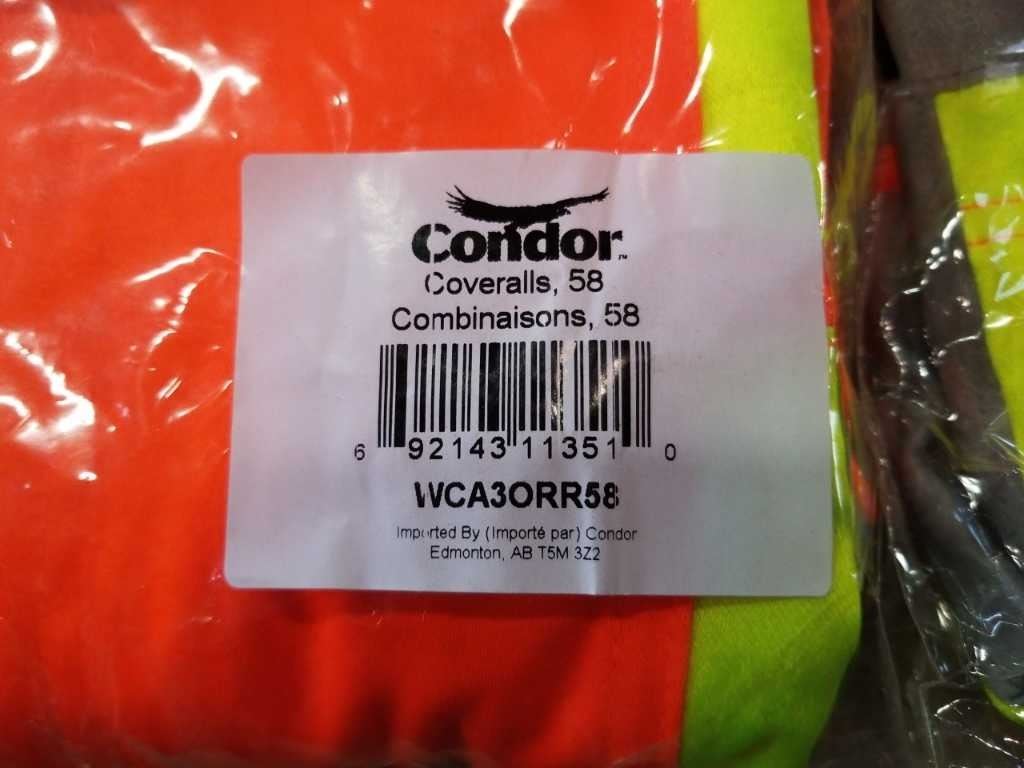 Condor™
Coveralls, 58
Combinaisons, 58
6 92143 11351 0
WCA3ORR58
Imported By (Importé par) Condor
Edmonton, AB T5M 3Z2